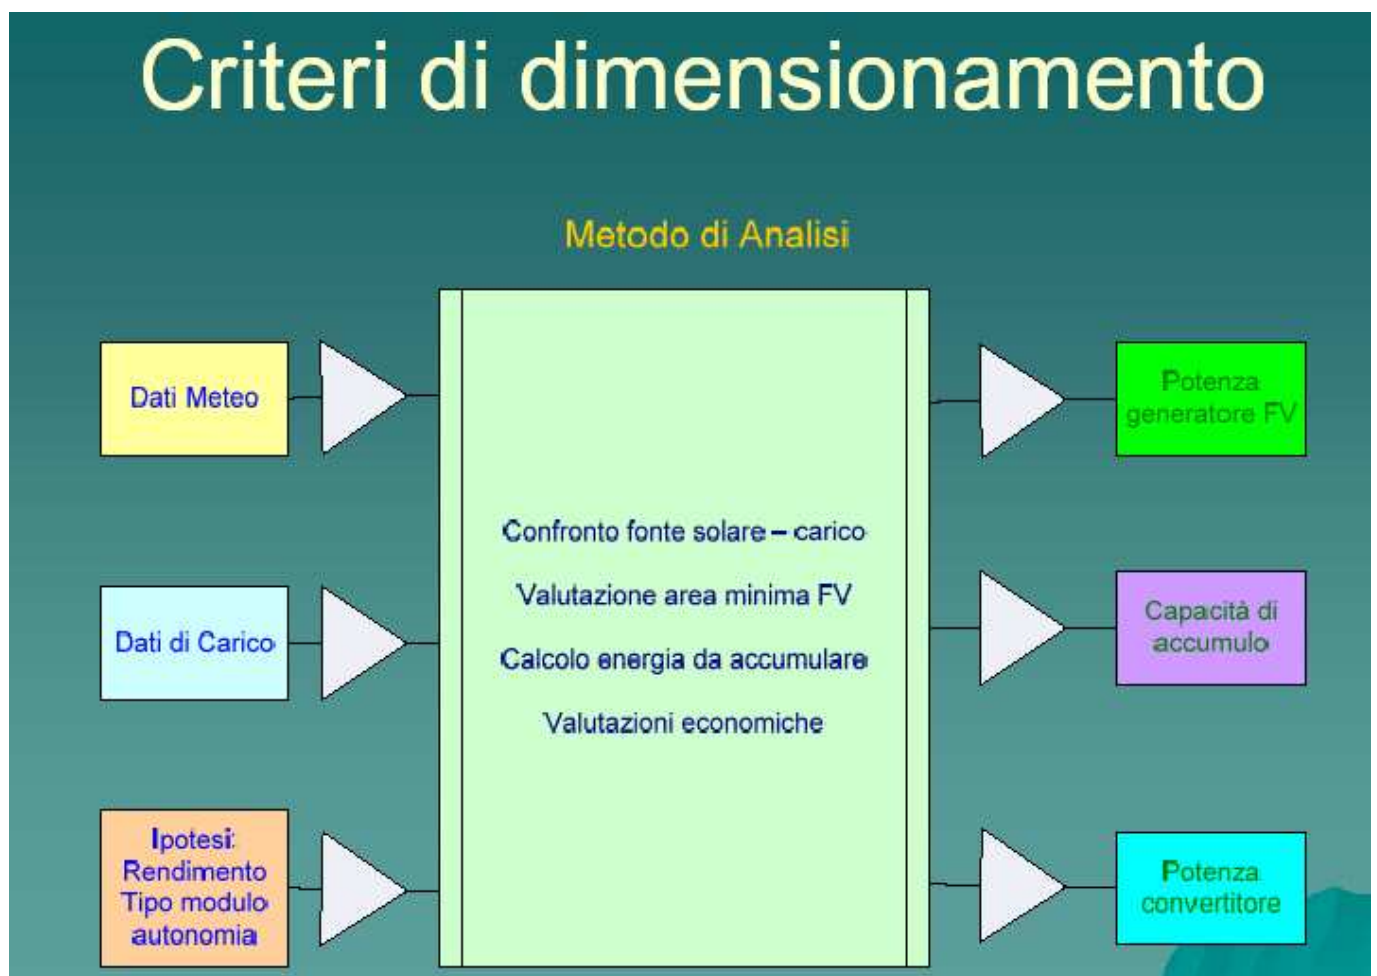 Criteri di dimensionamento
Metodo di Analisi
Dati Meteo
Dati di Carico
Ipotesi:
Rendimento
Tipo modulo
autonomia
Confronto fonte solare – carico
Valutazione area minima FV
Calcolo energia da accumulare
Valutazioni economiche
Potenza
generatore FV
Capacità di
accumulo
Potenza
convertitore